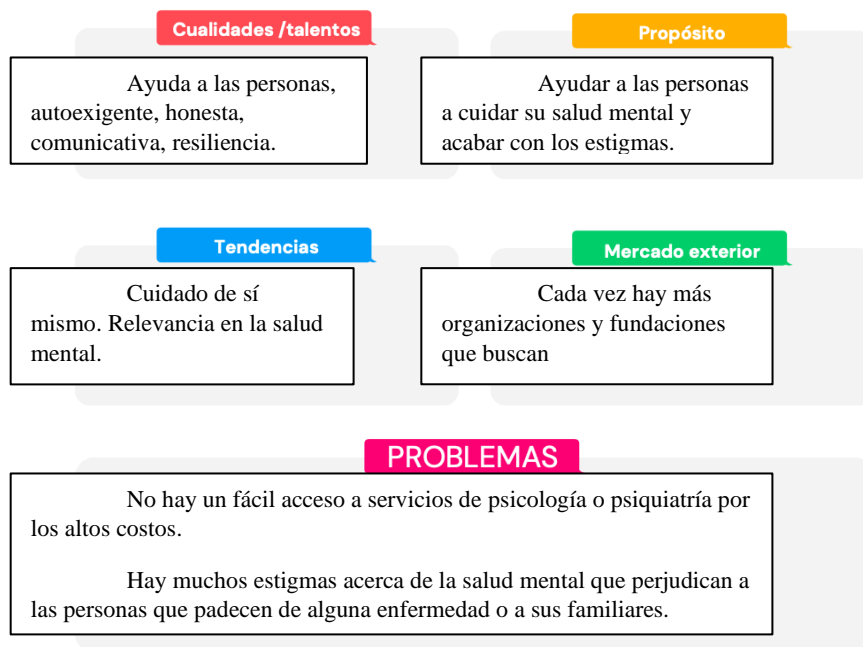 Cualidades /talentos
Ayuda a las personas,
autoexigente, honesta,
comunicativa, resiliencia.
Propósito
Ayudar a las personas
a cuidar su salud mental y
acabar con los estigmas.
Tendencias
Cuidado de sí
mismo. Relevancia en la salud
mental.
Mercado exterior
Cada vez hay más
organizaciones y fundaciones
que buscan
PROBLEMAS
No hay un fácil acceso a servicios de psicología o psiquiatría por
los altos costos.
Hay muchos estigmas acerca de la salud mental que perjudican a
las personas que padecen de alguna enfermedad o a sus familiares.